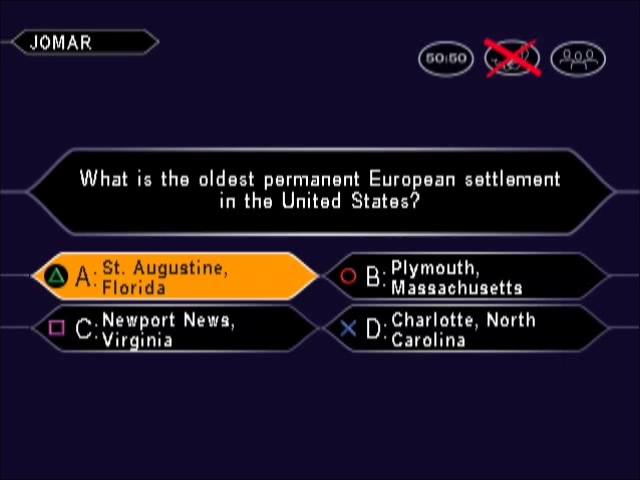 JOMAR
50:50
What is the oldest permanent European settlement
in the United States?
A: St. Augustine,
Florida
B: Plymouth,
Massachusetts
C: Newport News,
Virginia
D: Charlotte, North
Carolina